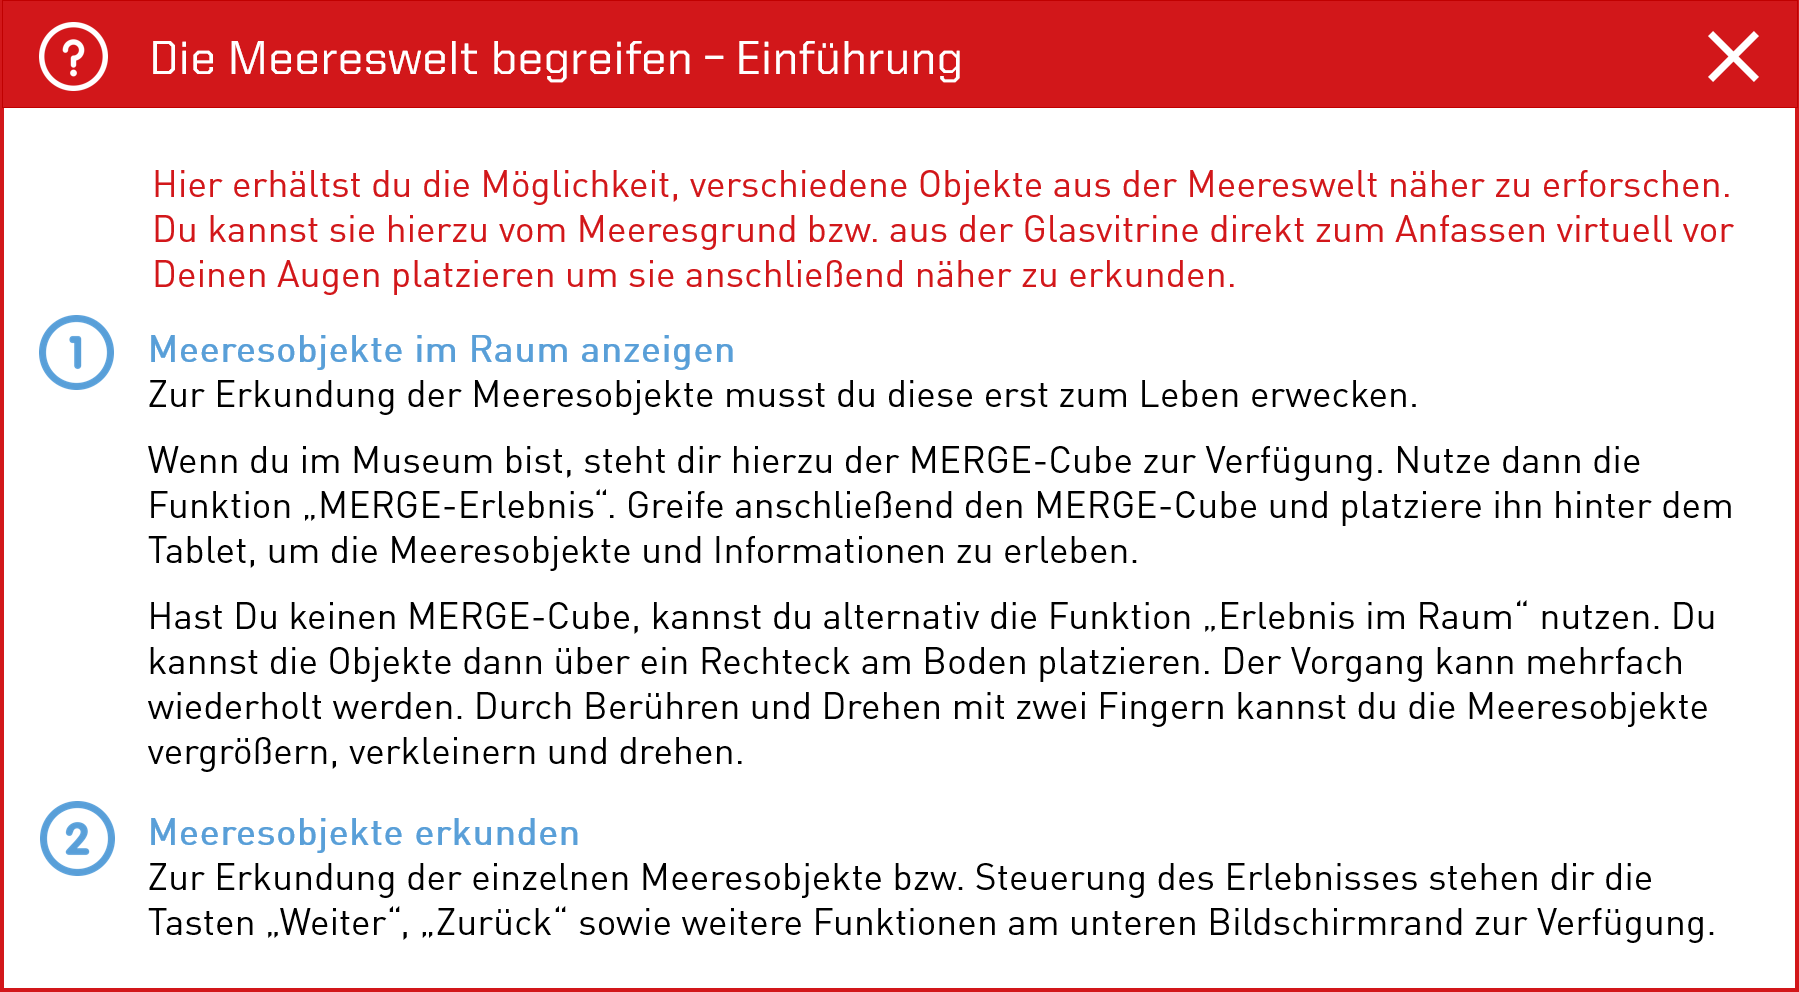 ? Die Meereswelt begreifen – Einführung
Hier erhältst du die Möglichkeit, verschiedene Objekte aus der Meereswelt näher zu erforschen.
Du kannst sie hierzu vom Meeresgrund bzw. aus der Glasvitrine direkt zum Anfassen virtuell vor
Deinen Augen platzieren um sie anschließend näher zu erkunden.
1 Meeresobjekte im Raum anzeigen
Zur Erkundung der Meeresobjekte musst du diese erst zum Leben erwecken.
Wenn du im Museum bist, steht dir hierzu der MERGE-Cube zur Verfügung. Nutze dann die
Funktion „MERGE-Erlebnis“. Greife anschließend den MERGE-Cube und platziere ihn hinter dem
Tablet, um die Meeresobjekte und Informationen zu erleben.
Hast Du keinen MERGE-Cube, kannst du alternativ die Funktion „Erlebnis im Raum“ nutzen. Du
kannst die Objekte dann über ein Rechteck am Boden platzieren. Der Vorgang kann mehrfach
wiederholt werden. Durch Berühren und Drehen mit zwei Fingern kannst du die Meeresobjekte
vergrößern, verkleinern und drehen.
2 Meeresobjekte erkunden
Zur Erkundung der einzelnen Meeresobjekte bzw. Steuerung des Erlebnisses stehen dir die
Tasten „Weiter“, „Zurück“ sowie weitere Funktionen am unteren Bildschirmrand zur Verfügung.